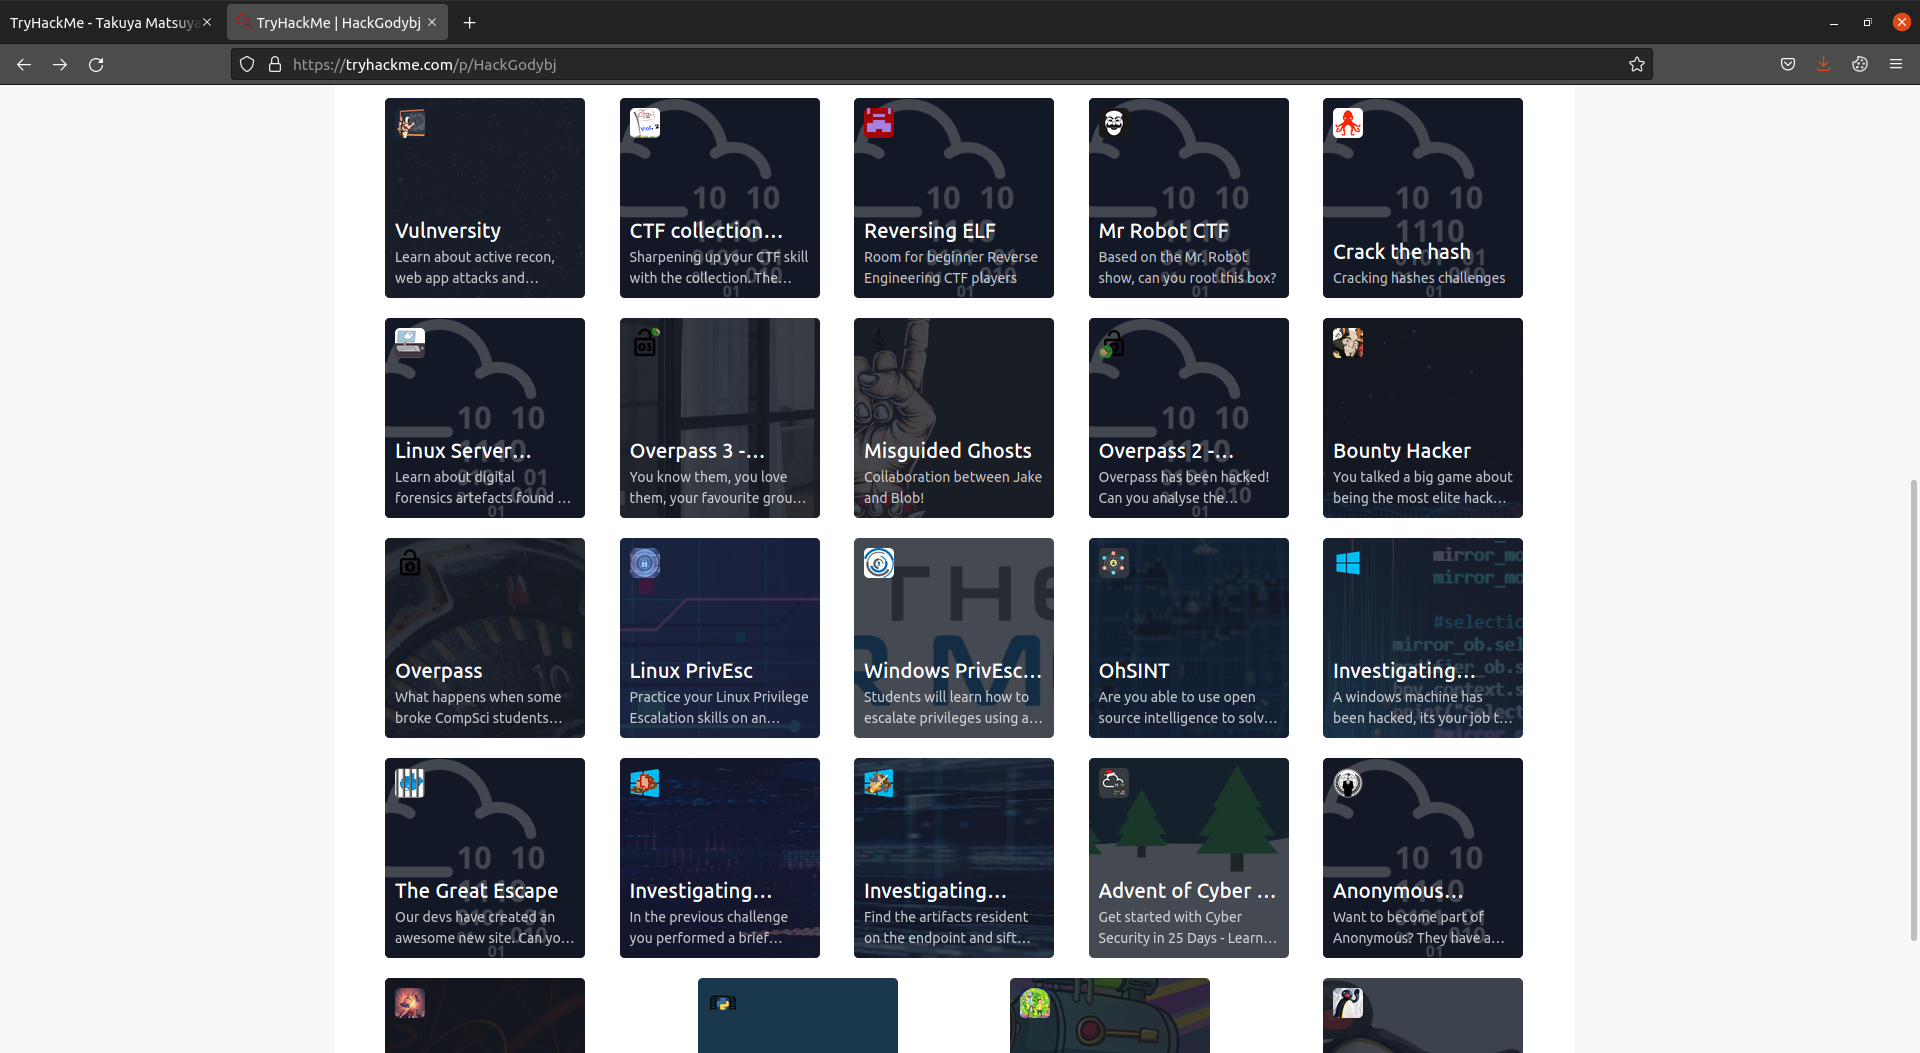 TryHackMe - Takuya Matsuya
TryHackMe | HackGodybj
https://tryhackme.com/p/HackGodybj
Vulnversity
Learn about active recon,
web app attacks and...
CTF collection...
Sharpening up your CTF skill
with the collection. The...
Reversing ELF
Room for beginner Reverse
Engineering CTF players
Mr Robot CTF
Based on the Mr. Robot
show, can you root this box?
Crack the hash
Cracking hashes challenges
Linux Server...
Learn about digital
forensics artefacts found ...
Overpass 3 -...
You know them, you love
them, your favourite grou...
Misguided Ghosts
Collaboration between Jake
and Blob!
Overpass 2 -...
Overpass has been hacked!
Can you analyse the...
Bounty Hacker
You talked a big game about
being the most elite hack...
Overpass
What happens when some
broke CompSci students...
Linux PrivEsc
Practice your Linux Privilege
Escalation skills on an...
Windows PrivEsc...
Students will learn how to
escalate privileges using a...
OhSINT
Are you able to use open
source intelligence to solv...
Investigating...
A windows machine has
been hacked, its your job t...
The Great Escape
Our devs have created an
awesome new site. Can yo...
Investigating...
In the previous challenge
you performed a brief...
Investigating...
Find the artifacts resident
on the endpoint and sift...
Advent of Cyber ...
Get started with Cyber
Security in 25 Days - Learn...
Anonymous...
Want to become part of
Anonymous? They have a...